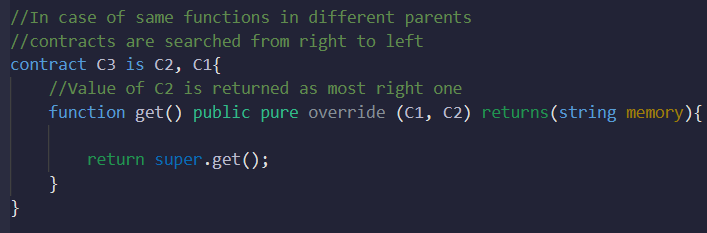 //In case of same functions in different parents
//contracts are searched from right to left
contract C3 is C2, C1{
//Value of C2 is returned as most right one
function get() public pure override (C1, C2) returns(string memory){
return super.get();
}
}